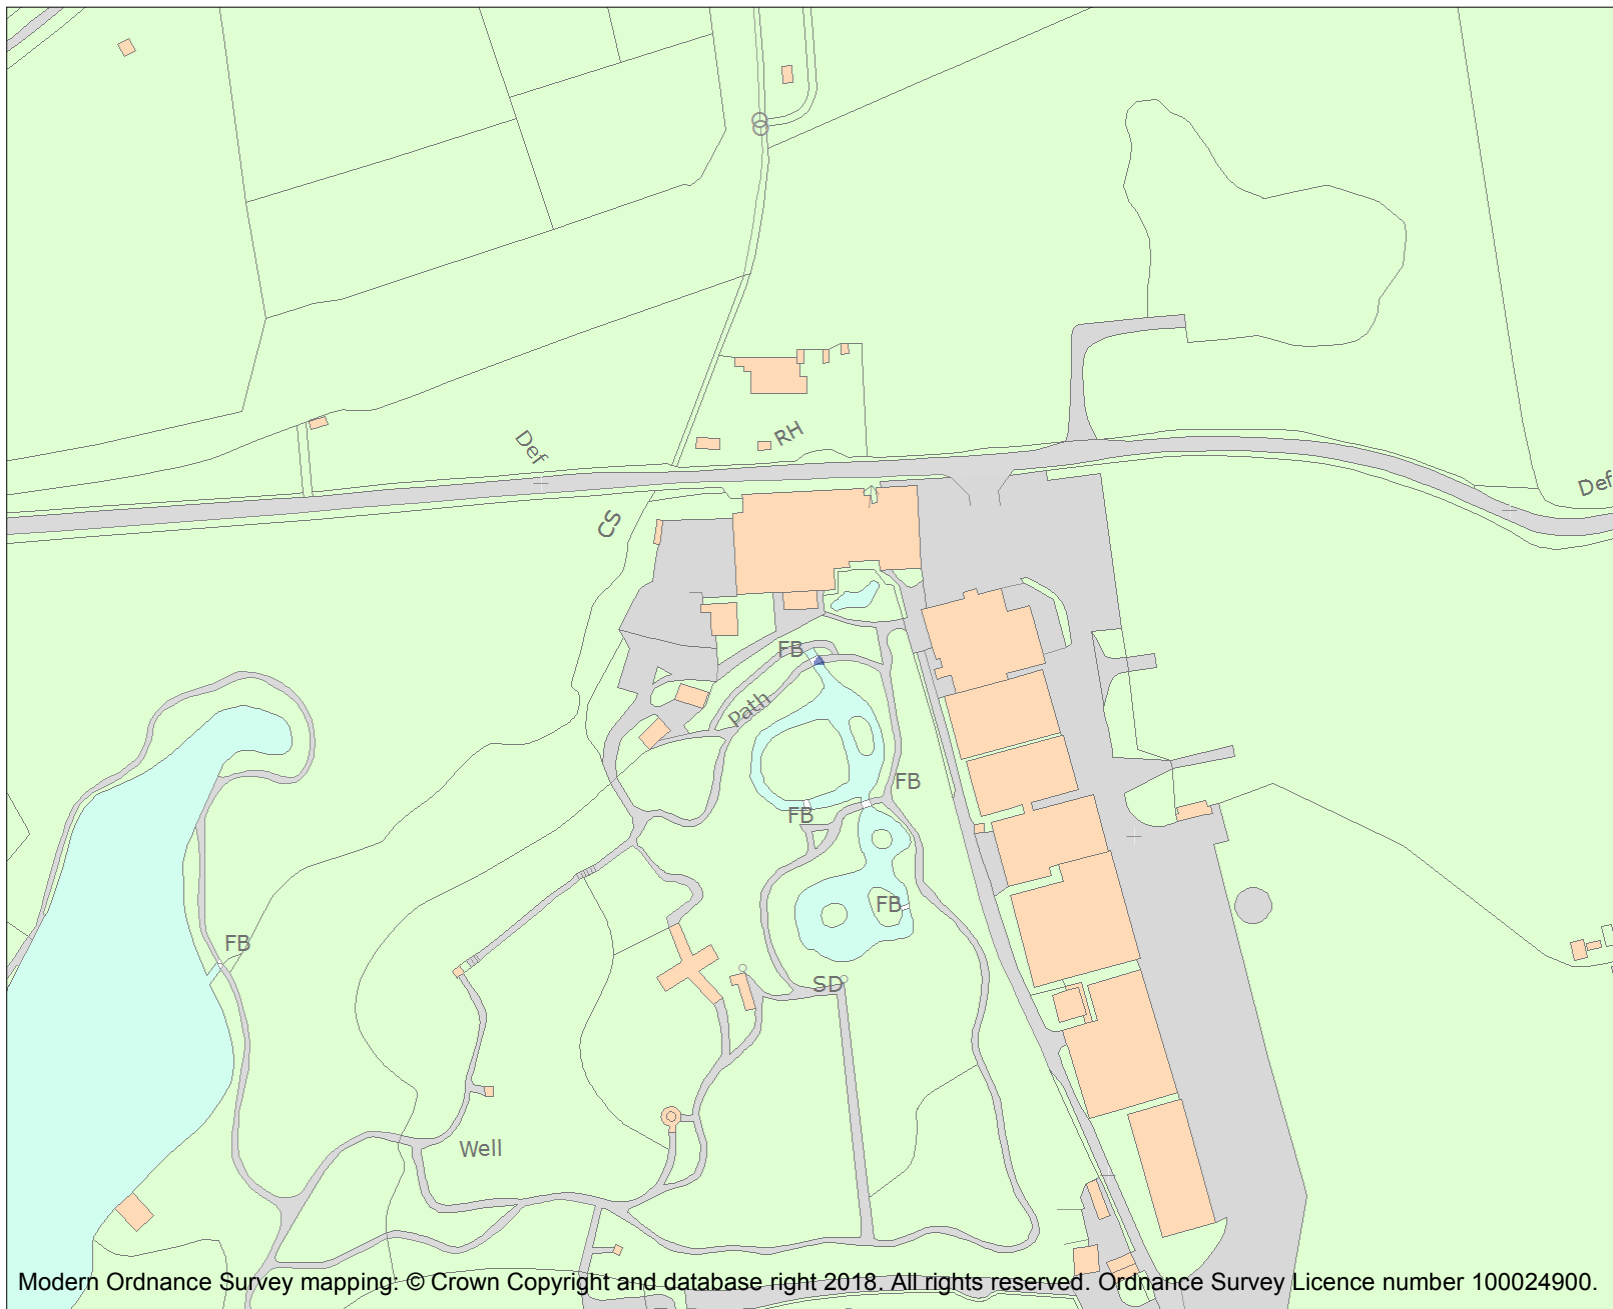 Def
RH
Def
CS
FB
Path
FB
FB
FB
FB
SD
Well
Modern Ordnance Survey mapping: © Crown Copyright and database right 2018. All rights reserved. Ordnance Survey Licence number 100024900.